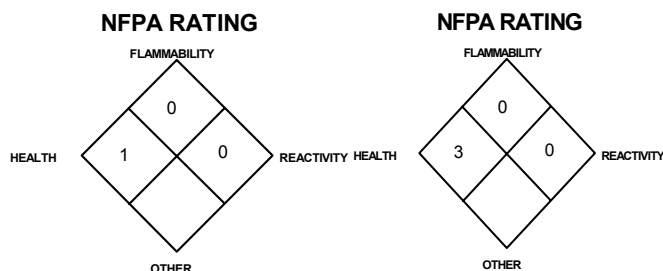 NFPA RATING
FLAMMABILITY
0
HEALTH
1
0
REACTIVITY
OTHER
NFPA RATING
FLAMMABILITY
0
HEALTH
3
0
REACTIVITY
OTHER